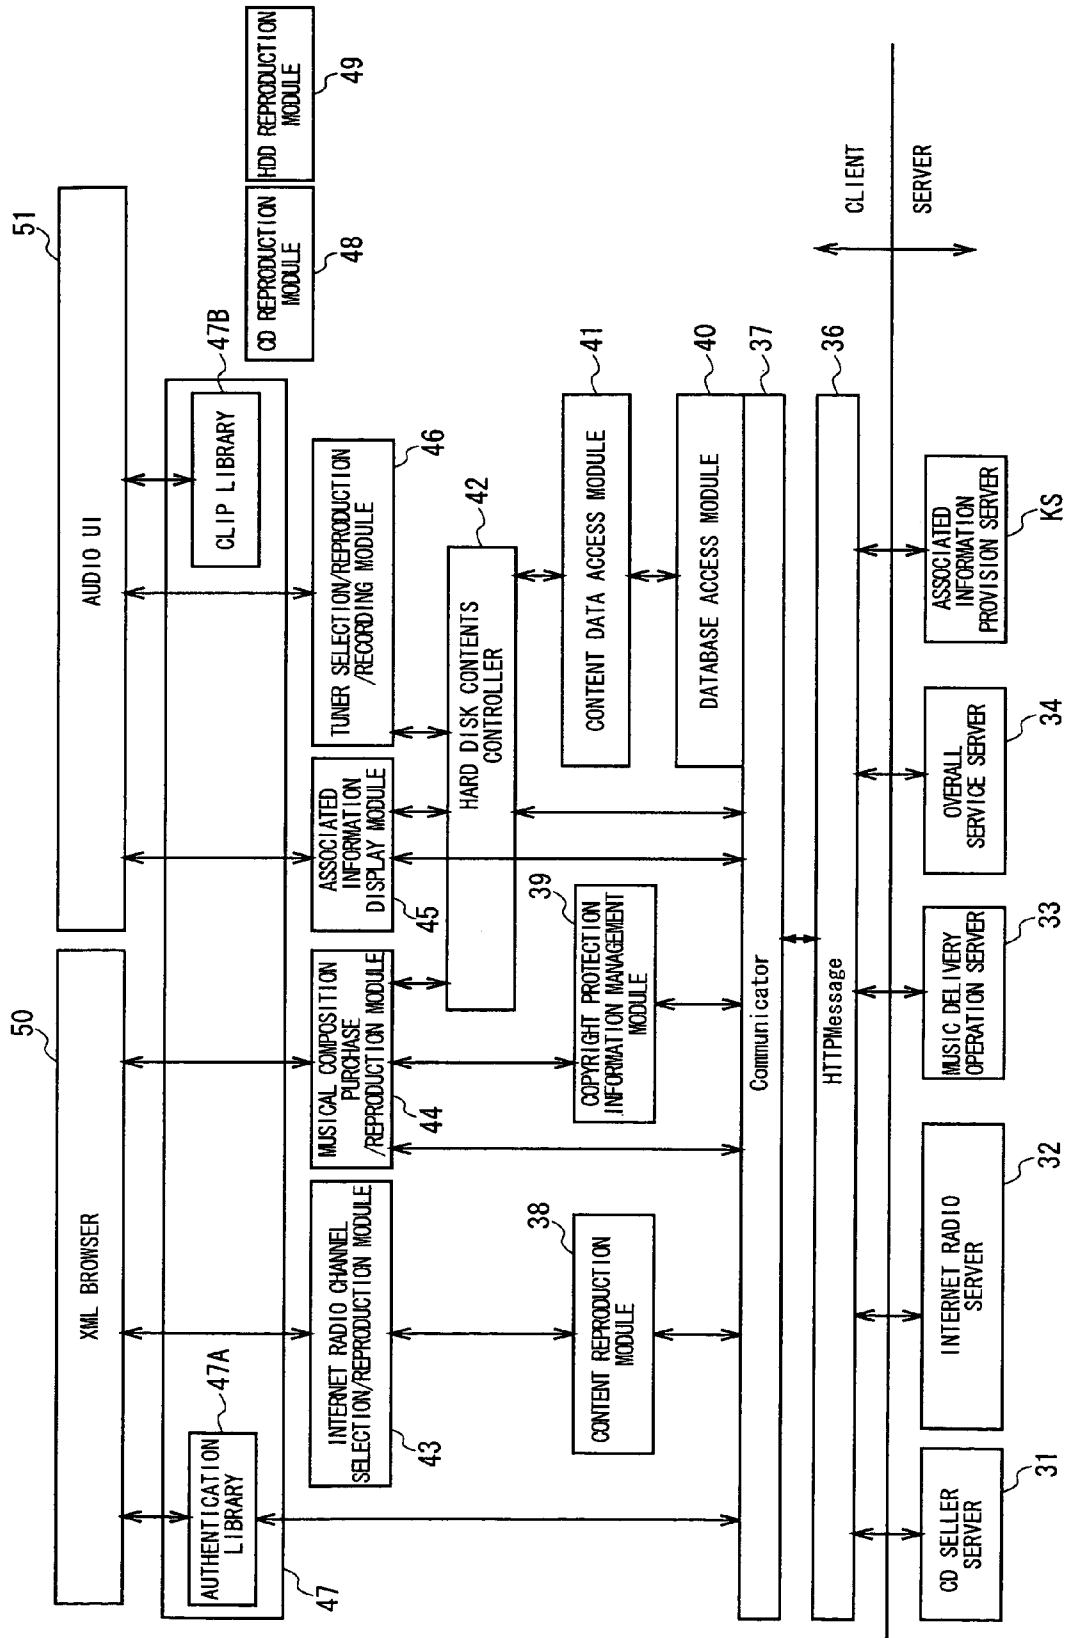 50
XML BROWSER
51
AUDIO UI
47A
AUTHENTICATION
LIBRARY
47
47B
CLIP LIBRARY
CD REPRODUCTION
MODULE
48
HDD REPRODUCTION
MODULE
49
INTERNET RADIO CHANNEL
SELECTION/REPRODUCTION MODULE
43
MUSICAL COMPOSITION
PURCHASE
/REPRODUCTION MODULE
44
ASSOCIATED
INFORMATION
DISPLAY MODULE
45
TUNER SELECTION/REPRODUCTION
/RECORDING MODULE
46
HARD DISK CONTENTS
CONTROLLER
42
38
CONTENT REPRODUCTION
MODULE
39
COPYRIGHT PROTECTION
INFORMATION MANAGEMENT
MODULE
CONTENT DATA ACCESS MODULE
41
DATABASE ACCESS MODULE
40
Communicator
37
HTTPMessage
36
CLIENT
SERVER
CD SELLER
SERVER
31
INTERNET RADIO
SERVER
32
MUSIC DELIVERY
OPERATION SERVER
33
OVERALL
SERVICE SERVER
34
ASSOCIATED
INFORMATION
PROVISION SERVER
KS